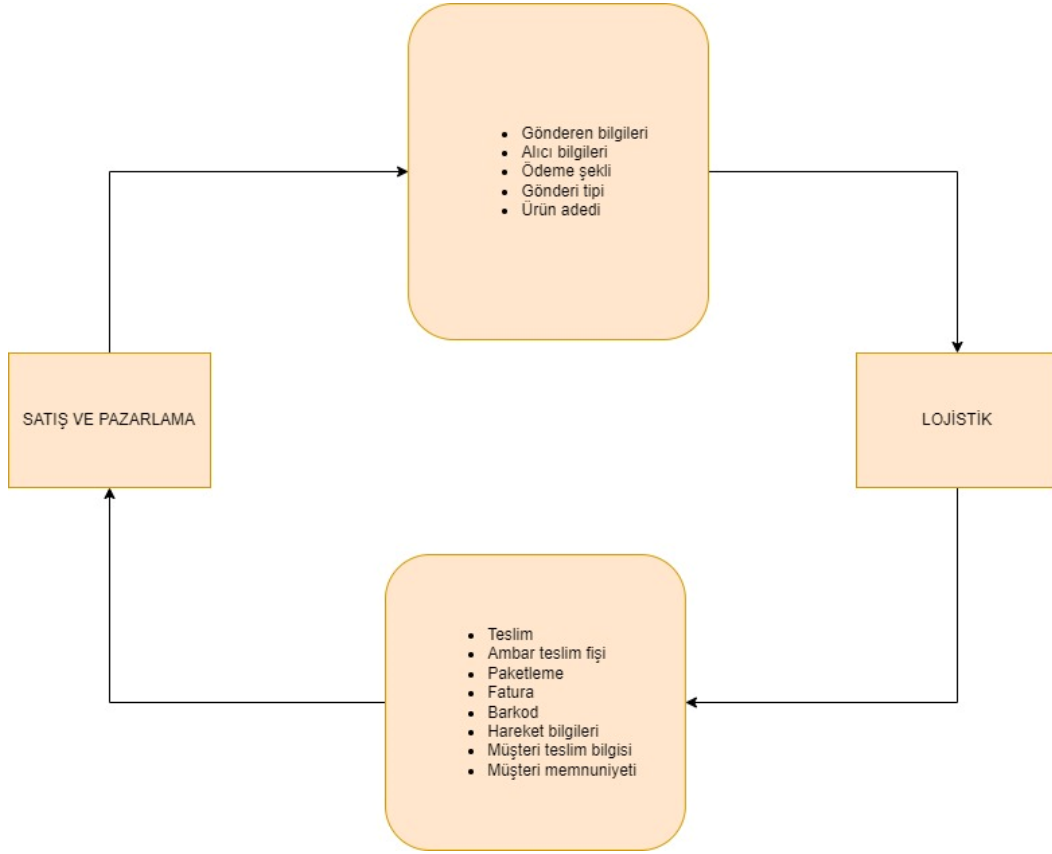 • Gönderen bilgileri
• Alıcı bilgileri
• Ödeme şekli
• Gönderi tipi
• Ürün adedi
SATIŞ VE PAZARLAMA
LOJİSTİK
• Teslim
• Ambar teslim fişi
• Paketleme
• Fatura
• Barkod
• Hareket bilgileri
• Müşteri teslim bilgisi
• Müşteri memnuniyeti